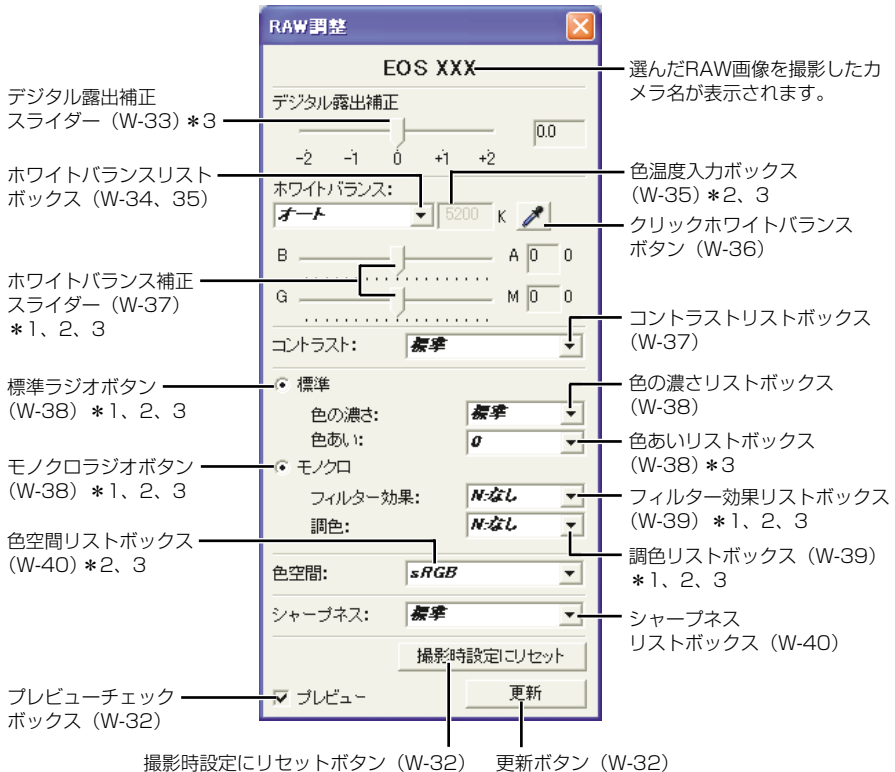 RAW調整
EOS XXX
選んだRAW画像を撮影したカ
メラ名が表示されます。
デジタル露出補正
スライダー（W-33）＊3
デジタル露出補正
0.0
-2 -1 0 +1 +2
ホワイトバランスリスト
ボックス（W-34、35）
ホワイトバランス:
オート
5200 K
色温度入力ボックス
（W-35）＊2、3
クリックホワイトバランス
ボタン（W-36）
B A 0 0
G M 0 0
ホワイトバランス補正
スライダー（W-37）
＊1、2、3
コントラスト: 標準
コントラストリストボックス
（W-37）
標準ラジオボタン
（W-38）＊1、2、3
標準
色の濃さ: 標準
色あい: 0
色の濃さリストボックス
（W-38）
色あいリストボックス
（W-38）＊3
モノクロラジオボタン
（W-38）＊1、2、3
モノクロ
フィルター効果: N:なし
調色: N:なし
フィルター効果リストボックス
（W-39）＊1、2、3
調色リストボックス（W-39）
＊1、2、3
色空間リストボックス
（W-40）＊2、3
色空間: sRGB
シャープネス: 標準
シャープネス
リストボックス（W-40）
撮影時設定にリセット
プレビューチェック
ボックス（W-32）
プレビュー
更新
撮影時設定にリセットボタン（W-32）
更新ボタン（W-32）